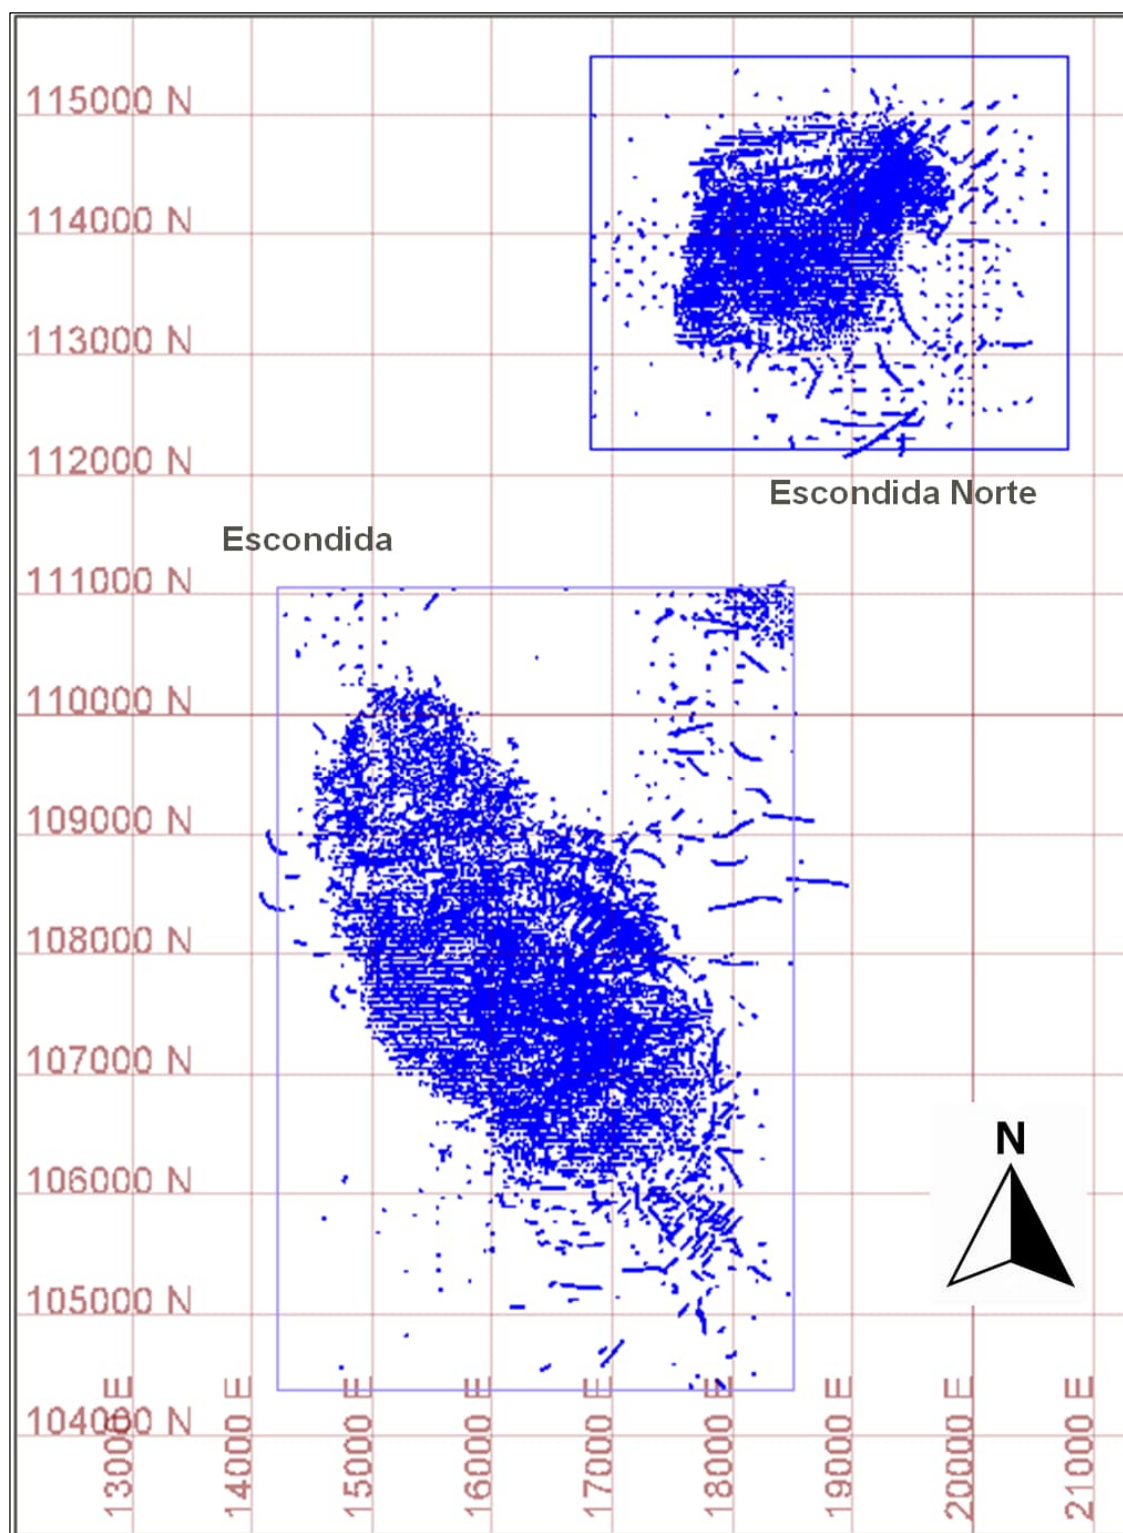 115000 N
114000 N
113000 N
112000 N
Escondida Norte
Escondida
111000 N
110000 N
109000 N
108000 N
107000 N
N
106000 N
105000 N
104000 N
13000 E
14000 E
15000 E
16000 E
17000 E
18000 E
19000 E
20000 E
21000 E